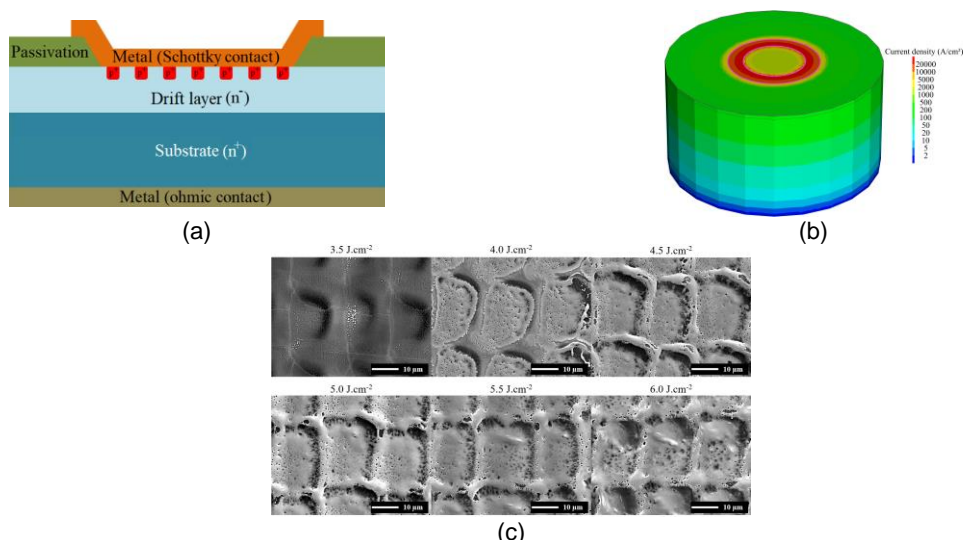 Passivation
Metal (Schottky contact)
p⁺ p⁺ p⁺ p⁺ p⁺ p⁺ p⁺
Drift layer (n⁻)
Substrate (n⁺)
Metal (ohmic contact)
(a)
Current density (A/cm²)
20000
10000
5000
2000
1000
500
200
100
50
20
10
5
2
(b)
3.5 J.cm⁻² 4.0 J.cm⁻² 4.5 J.cm⁻²
10 µm 10 µm 10 µm
5.0 J.cm⁻² 5.5 J.cm⁻² 6.0 J.cm⁻²
10 µm 10 µm 10 µm
(c)